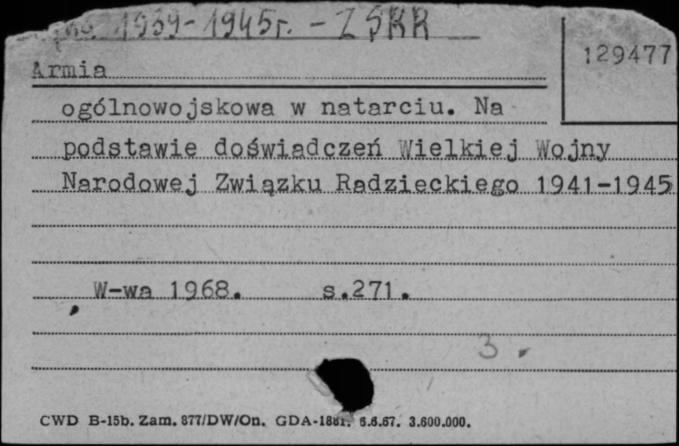 1939-1945r. - ZSRR
129477
Armia
ogólnowojskowa w natarciu. Na
podstawie doświadczeń Wielkiej Wojny
Narodowej Związku Radzieckiego 1941-1945
W-wa 1968. s.271.
3.
CWD B-15b. Zam. 877/DW/On. GDA-1881. 6.6.67. 3.600.000.